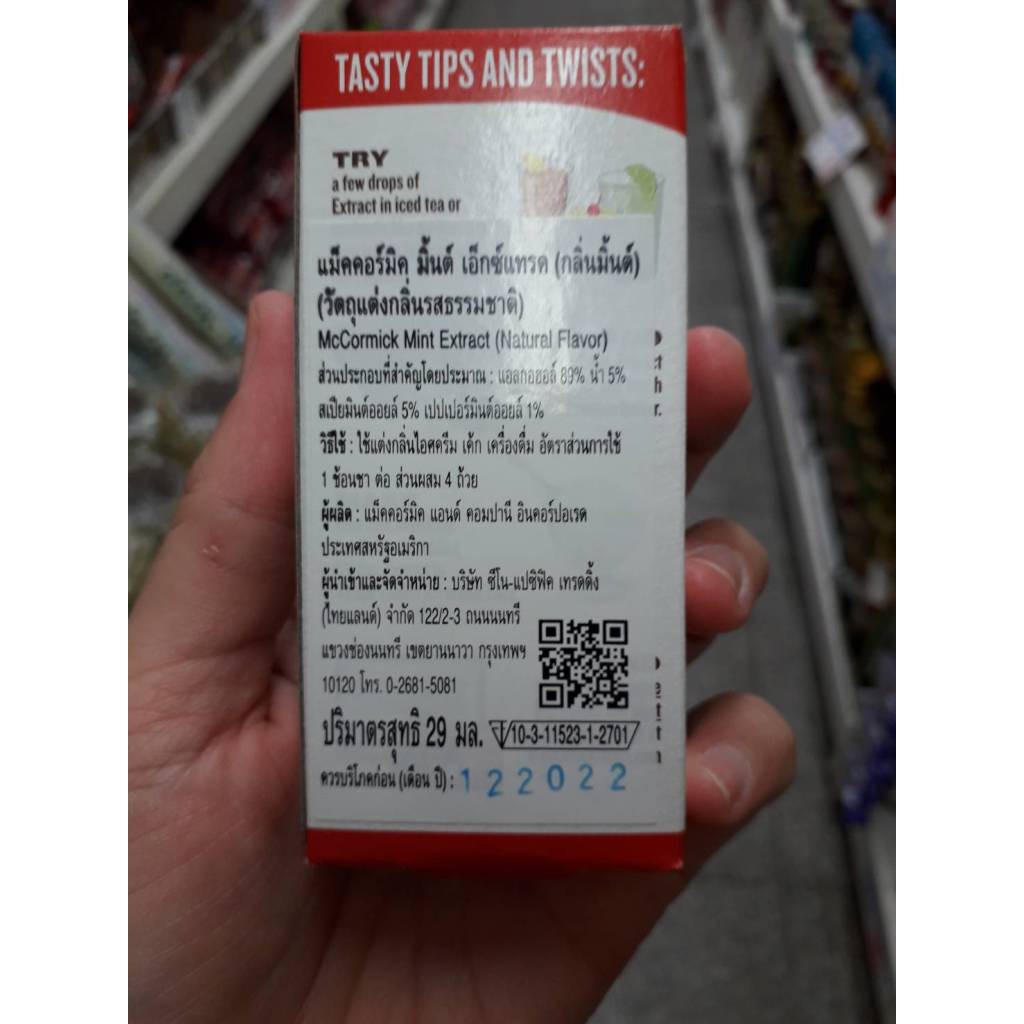 TASTY TIPS AND TWISTS:
TRY
a few drops of
Extract in iced tea or
แม็คคอร์มิค มิ้นต์ เอ็กซ์แทรค (กลิ่นมิ้นต์)
(วัตถุแต่งกลิ่นรสธรรมชาติ)
McCormick Mint Extract (Natural Flavor)
ส่วนประกอบที่สำคัญโดยประมาณ : แอลกอฮอล์ 89% น้ำ 5%
สเปียมินต์ออยล์ 5% เปปเปอร์มินต์ออยล์ 1%
วิธีใช้ : ใช้แต่งกลิ่นไอศครีม เค้ก เครื่องดื่ม อัตราส่วนการใช้
1 ช้อนชา ต่อ ส่วนผสม 4 ถ้วย
ผู้ผลิต : แม็คคอร์มิค แอนด์ คอมปานี อินคอร์ปอเรด
ประเทศสหรัฐอเมริกา
ผู้นำเข้าและจัดจำหน่าย : บริษัท ซีโน-แปซิฟิค เทรดดิ้ง
(ไทยแลนด์) จำกัด 122/2-3 ถนนนนทรี
แขวงช่องนนทรี เขตยานนาวา กรุงเทพฯ
10120 โทร. 0-2681-5081
ปริมาตรสุทธิ 29 มล. 10-3-11523-1-2701
ควรบริโภคก่อน (เดือน ปี) : 122022